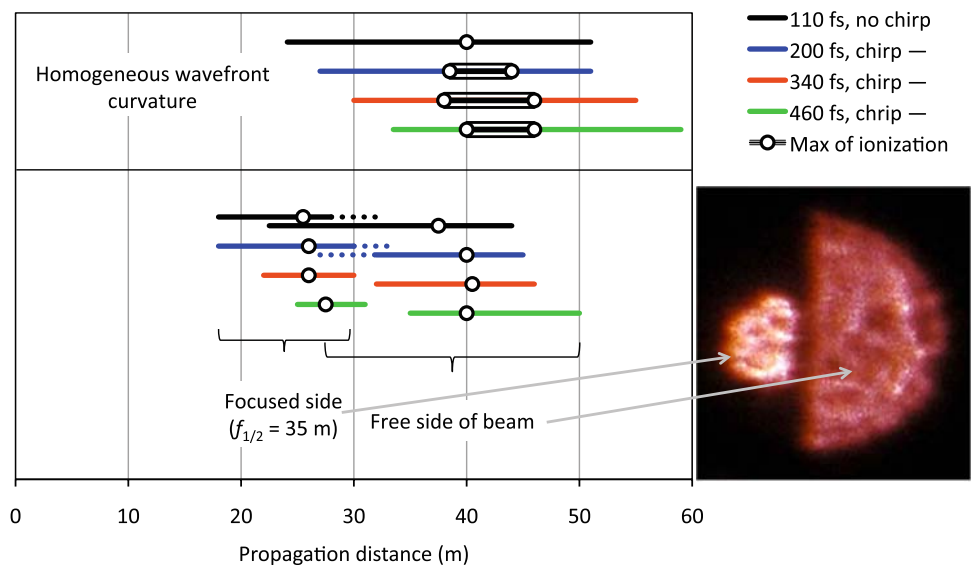 110 fs, no chirp
200 fs, chirp —
340 fs, chirp —
460 fs, chrip —
Max of ionization
Homogeneous wavefront
curvature
Focused side
(f1/2 = 35 m)
Free side of beam
0 10 20 30 40 50 60
Propagation distance (m)